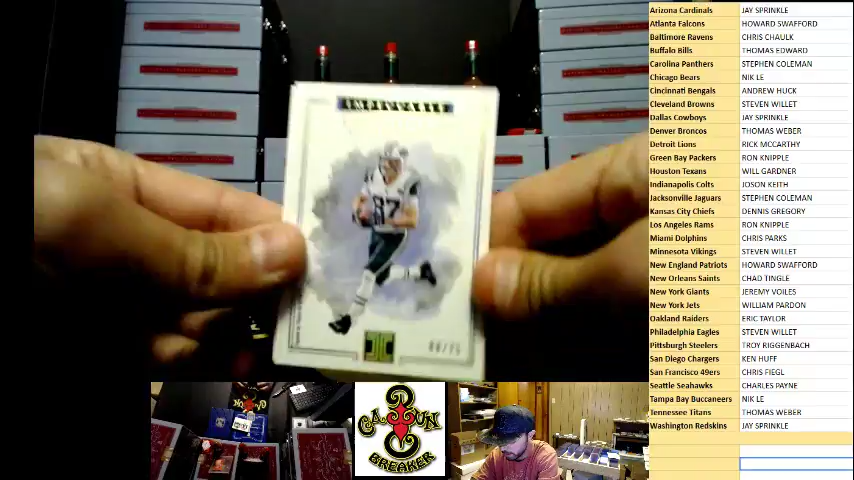 IMPECCABLE
87
Arizona Cardinals JAY SPRINKLE
Atlanta Falcons HOWARD SWAFFORD
Baltimore Ravens CHRIS CHAULK
Buffalo Bills THOMAS EDWARD
Carolina Panthers STEPHEN COLEMAN
Chicago Bears NIK LE
Cincinnati Bengals ANDREW HUCK
Cleveland Browns STEVEN WILLET
Dallas Cowboys JAY SPRINKLE
Denver Broncos THOMAS WEBER
Detroit Lions RICK MCCARTHY
Green Bay Packers RON KNIPPLE
Houston Texans WILL GARDNER
Indianapolis Colts JOSON KEITH
Jacksonville Jaguars STEPHEN COLEMAN
Kansas City Chiefs DENNIS GREGORY
Los Angeles Rams RON KNIPPLE
Miami Dolphins CHRIS PARKS
Minnesota Vikings STEVEN WILLET
New England Patriots HOWARD SWAFFORD
New Orleans Saints CHAD TINGLE
New York Giants JEREMY VOILES
New York Jets WILLIAM PARDON
Oakland Raiders ERIC TAYLOR
Philadelphia Eagles STEVEN WILLET
Pittsburgh Steelers TROY RIGGENBACH
San Diego Chargers KEN HUFF
San Francisco 49ers CHRIS FIEGL
Seattle Seahawks CHARLES PAYNE
Tampa Bay Buccaneers NIK LE
Tennessee Titans THOMAS WEBER
Washington Redskins JAY SPRINKLE
CAJUN
BREAKER